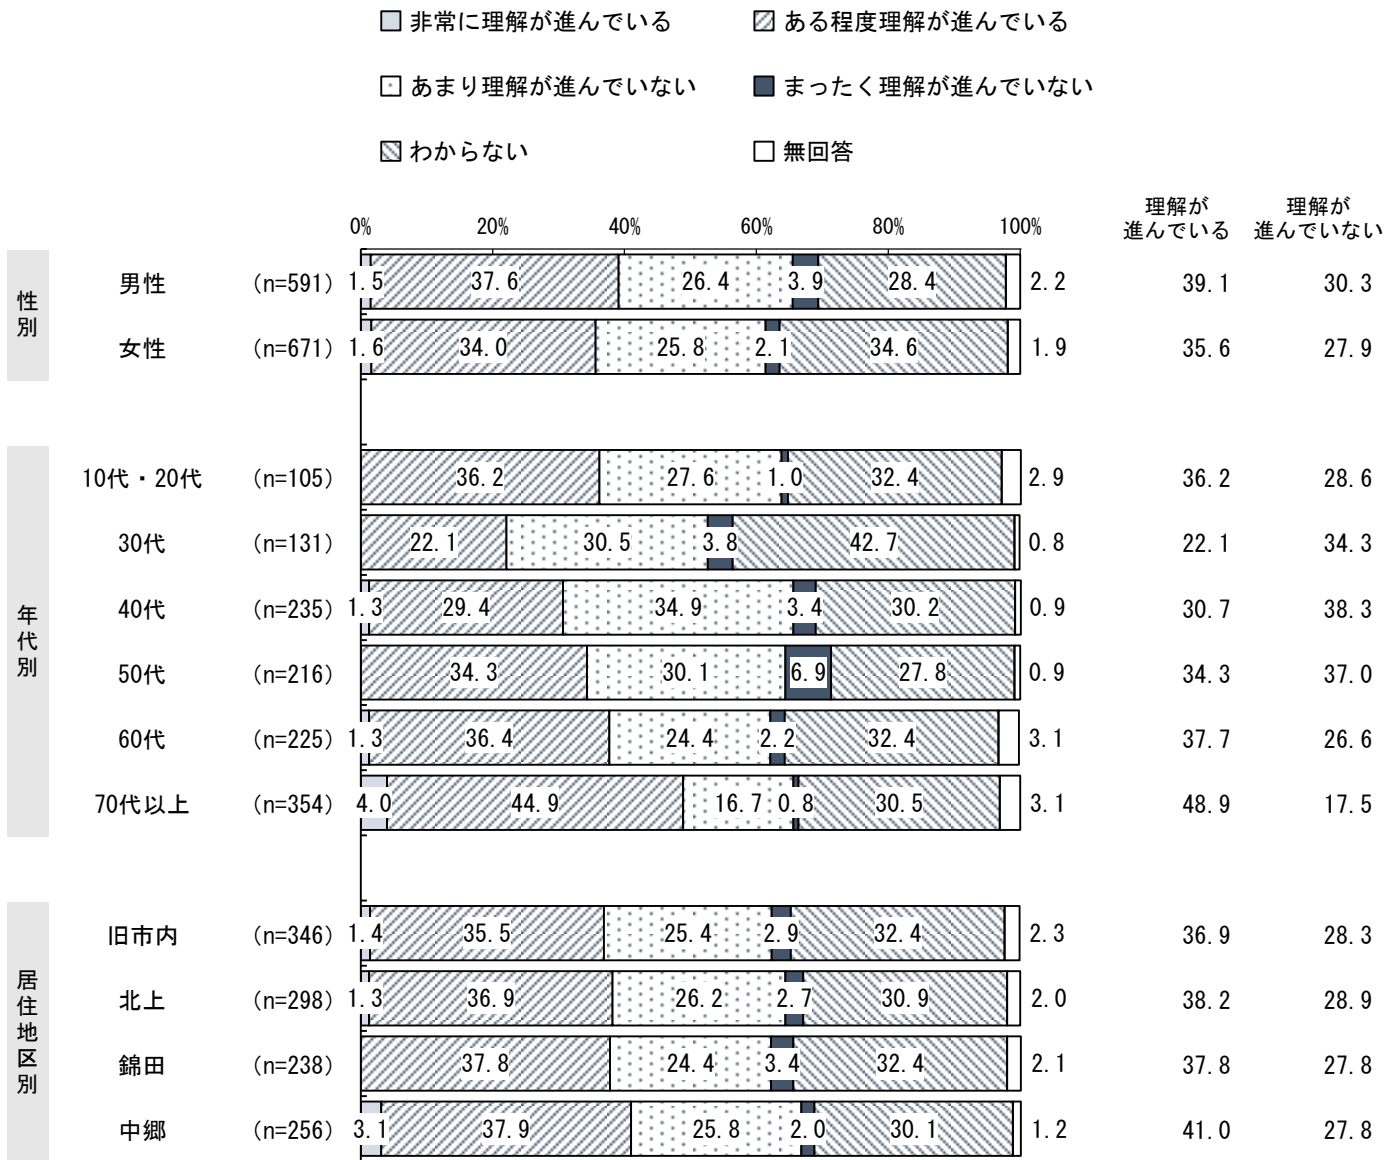 非常に理解が進んでいる ある程度理解が進んでいる
あまり理解が進んでいない まったく理解が進んでいない
わからない 無回答
理解が 理解が
0% 20% 40% 60% 80% 100% 進んでいる 進んでいない
性別
男性 (n=591) 1.5 37.6 26.4 3.9 28.4 2.2 39.1 30.3
女性 (n=671) 1.6 34.0 25.8 2.1 34.6 1.9 35.6 27.9
年代別
10代・20代 (n=105) 36.2 27.6 1.0 32.4 2.9 36.2 28.6
30代 (n=131) 22.1 30.5 3.8 42.7 0.8 22.1 34.3
40代 (n=235) 1.3 29.4 34.9 3.4 30.2 0.9 30.7 38.3
50代 (n=216) 34.3 30.1 6.9 27.8 0.9 34.3 37.0
60代 (n=225) 1.3 36.4 24.4 2.2 32.4 3.1 37.7 26.6
70代以上 (n=354) 4.0 44.9 16.7 0.8 30.5 3.1 48.9 17.5
居住地区別
旧市内 (n=346) 1.4 35.5 25.4 2.9 32.4 2.3 36.9 28.3
北上 (n=298) 1.3 36.9 26.2 2.7 30.9 2.0 38.2 28.9
錦田 (n=238) 37.8 24.4 3.4 32.4 2.1 37.8 27.8
中郷 (n=256) 3.1 37.9 25.8 2.0 30.1 1.2 41.0 27.8